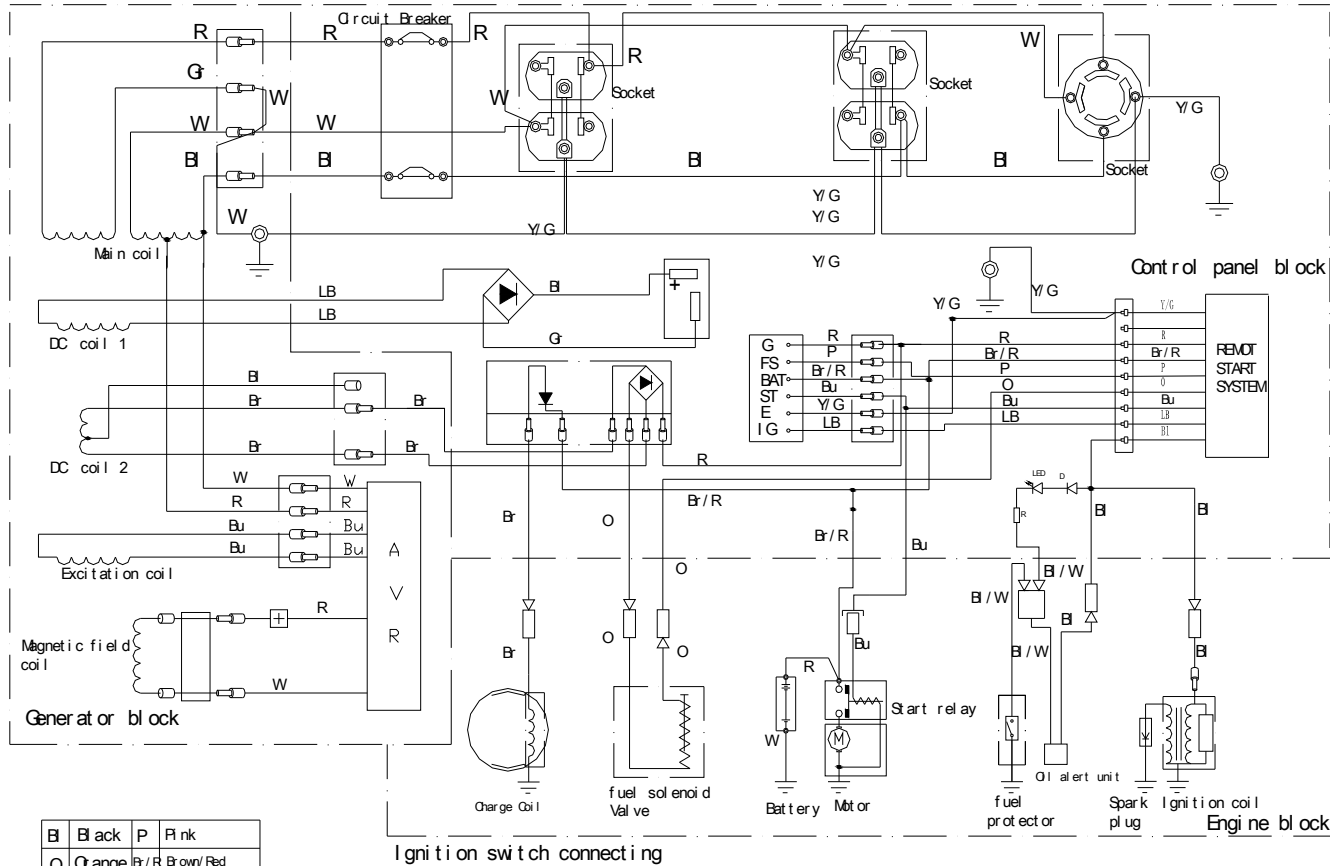 Circuit Breaker
R R R R W
Gr
W Socket Socket
W W W Y/G
Bl Bl Bl Bl
Socket
W Y/G
Y/G Y/G
Main coil
Y/G
Control panel block
LB Bl + Y/G
LB Y/G Y/G
DC coil 1 Gr
G R R R
FS P Br/R Br/R REMOT
BAT Br/R P P START
ST Bu O O SYSTEM
E Y/G Bu Bu
IG LB LB LB
Bl
Bl
Br Br
Br Br
DC coil 2 R
LED D
W W
R R Br/R
Bu Bu Br O R Bl Bl
Bu Bu A Br/R Bu
Excitation coil V O Bl/W
R R Bl/W Bl
Magnetic field
coil
+
Br O O Bu Bl/W Bl
R
W Start relay
Generator block
W M
Charge Coil
fuel solenoid
Valve
Battery Motor
fuel
protector
Oil alert unit
Spark
plug
Ignition coil
Engine block
Bl Black P Pink
O Orange Br/R Brown/Red
Ignition switch connecting